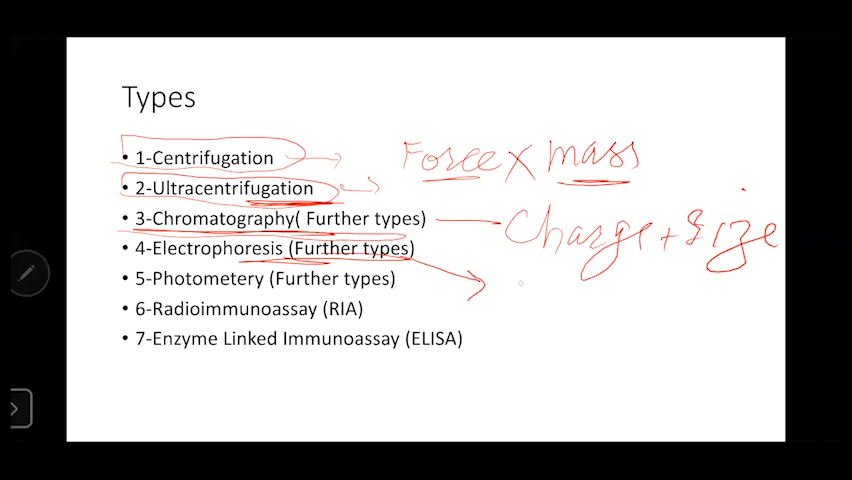 Types
• 1-Centrifugation
Force X mass
• 2-Ultracentrifugation
• 3-Chromatography( Further types)
Charge + Size
• 4-Electrophoresis (Further types)
• 5-Photometery (Further types)
• 6-Radioimmunoassay (RIA)
• 7-Enzyme Linked Immunoassay (ELISA)